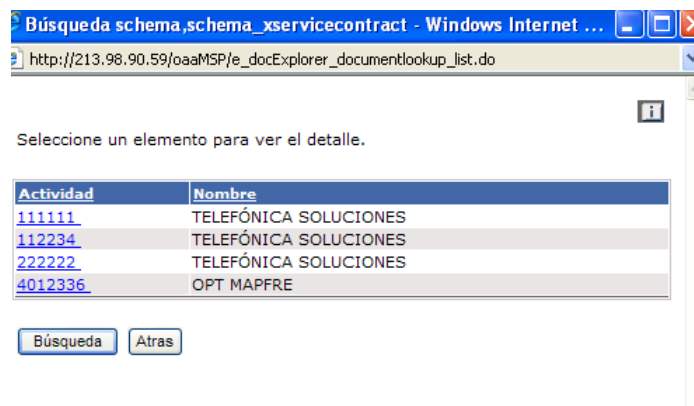 Búsqueda schema,schema_xservicecontract - Windows Internet ...
http://213.98.90.59/oaaMSP/e_docExplorer_documentlookup_list.do
i
Seleccione un elemento para ver el detalle.
Actividad Nombre
111111 TELEFÓNICA SOLUCIONES
112234 TELEFÓNICA SOLUCIONES
222222 TELEFÓNICA SOLUCIONES
4012336 OPT MAPFRE
Búsqueda Atras